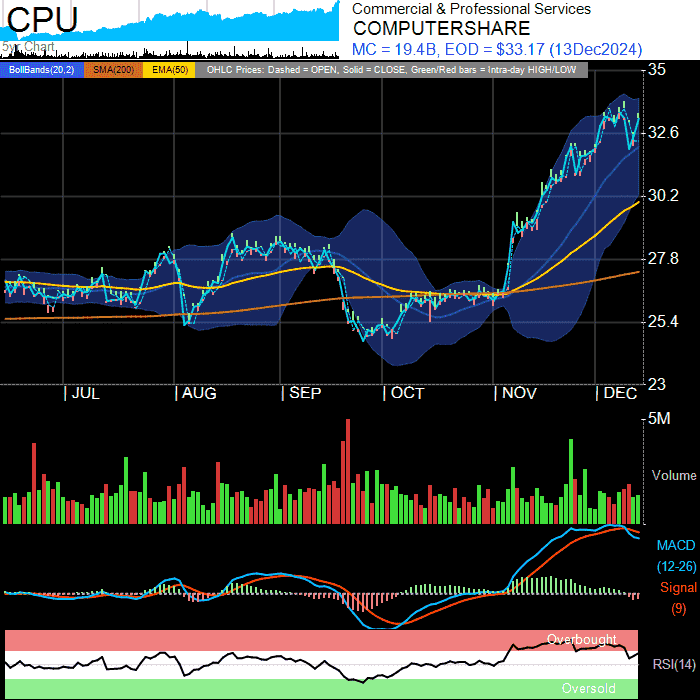 CPU
5yr Chart
Commercial & Professional Services
COMPUTERSHARE
MC = 19.4B, EOD = $33.17 (13Dec2024)
BollBands(20,2) SMA(200) EMA(50) OHLC Prices: Dashed = OPEN, Solid = CLOSE, Green/Red bars = Intra-day HIGH/LOW
35
32.6
30.2
27.8
25.4
23
JUL AUG SEP OCT NOV DEC
5M
Volume
MACD
(12-26)
Signal
(9)
Overbought
RSI(14)
Oversold